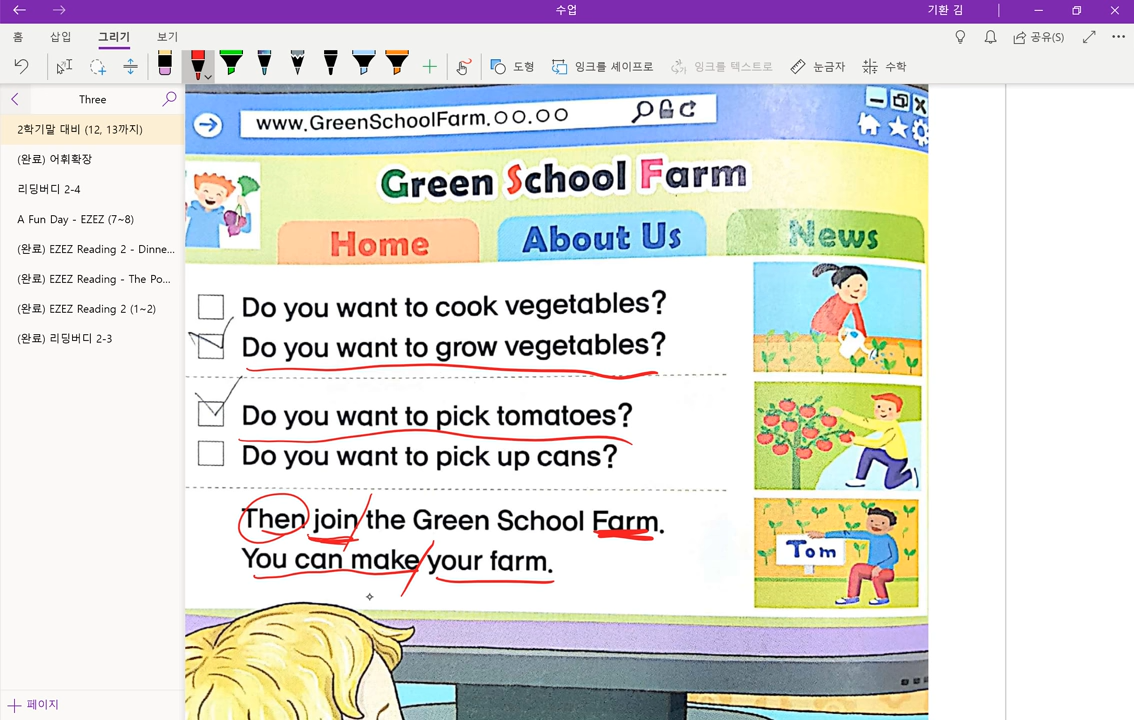 수업
기환 김
홈 삽입 그리기 보기
공유(S)
도형 잉크를 셰이프로 잉크를 텍스트로 눈금자 수학
Three
2학기말 대비 (12, 13까지)
(완료) 어휘확장
리딩버디 2-4
A Fun Day - EZEZ (7~8)
(완료) EZEZ Reading 2 - Dinne...
(완료) EZEZ Reading - The Po...
(완료) EZEZ Reading 2 (1~2)
(완료) 리딩버디 2-3
페이지
www.GreenSchoolFarm.○○.○○
Green School Farm
Home About Us News
Do you want to cook vegetables?
Do you want to grow vegetables?
Do you want to pick tomatoes?
Do you want to pick up cans?
Then join the Green School Farm.
You can make your farm.
Tom